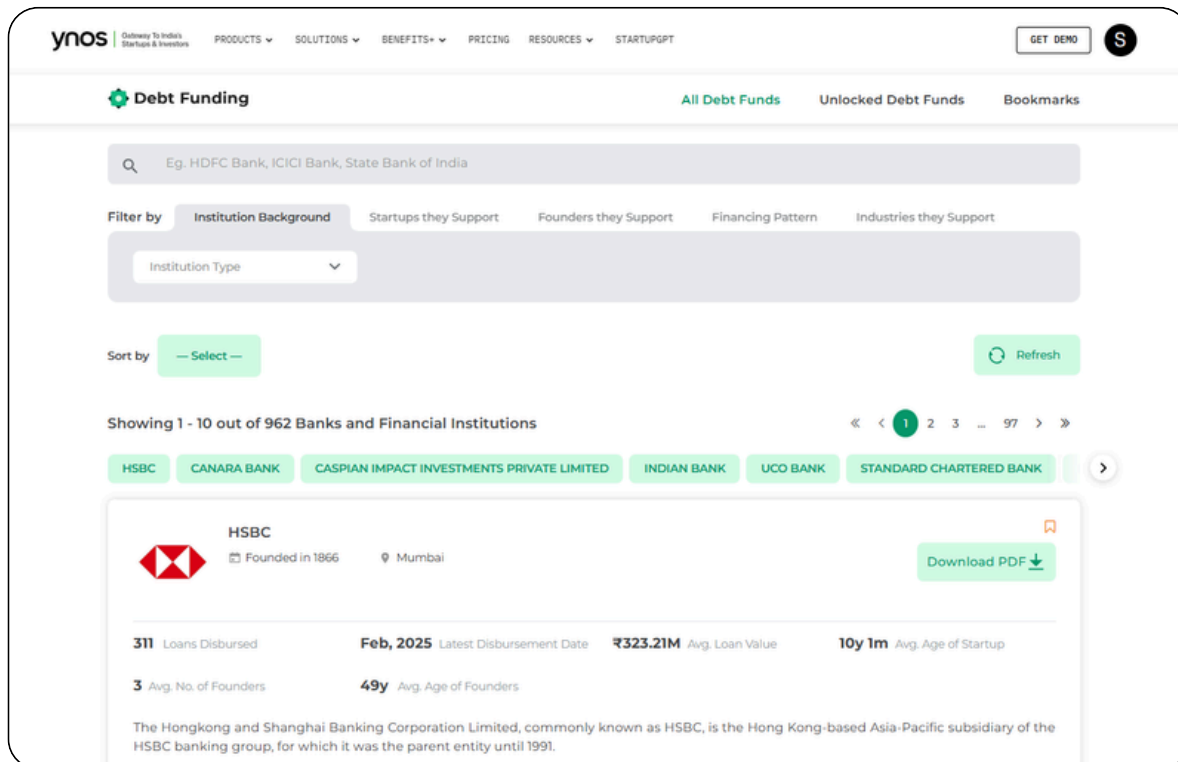 ynos Gateway To India's Startups & Investors PRODUCTS SOLUTIONS BENEFITS+ PRICING RESOURCES STARTUPGPT GET DEMO S
Debt Funding All Debt Funds Unlocked Debt Funds Bookmarks
Eg. HDFC Bank, ICICI Bank, State Bank of India
Filter by Institution Background Startups they Support Founders they Support Financing Pattern Industries they Support
Institution Type
Sort by — Select — Refresh
Showing 1 - 10 out of 962 Banks and Financial Institutions « < 1 2 3 ... 97 > »
HSBC CANARA BANK CASPIAN IMPACT INVESTMENTS PRIVATE LIMITED INDIAN BANK UCO BANK STANDARD CHARTERED BANK >
HSBC
Founded in 1866 Mumbai
Download PDF
311 Loans Disbursed Feb, 2025 Latest Disbursement Date ₹323.21M Avg. Loan Value 10y 1m Avg. Age of Startup
3 Avg. No. of Founders 49y Avg. Age of Founders
The Hongkong and Shanghai Banking Corporation Limited, commonly known as HSBC, is the Hong Kong-based Asia-Pacific subsidiary of the
HSBC banking group, for which it was the parent entity until 1991.